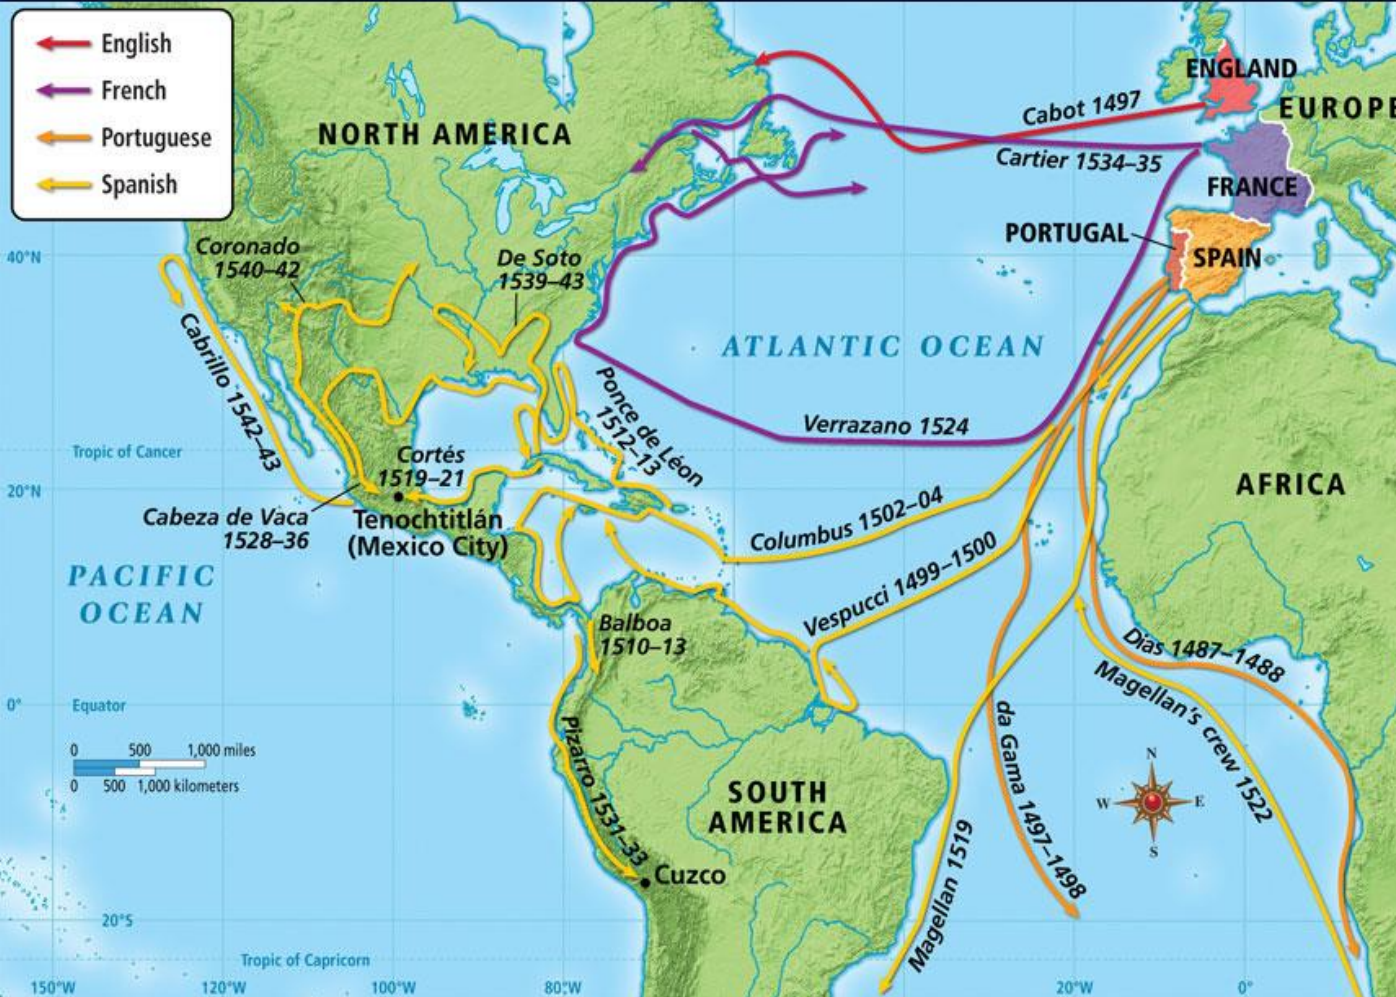 English
French
Portuguese
Spanish
NORTH AMERICA
ENGLAND
EUROPE
Cabot 1497
Cartier 1534–35
FRANCE
PORTUGAL
SPAIN
40°N
Coronado
1540–42
De Soto
1539–43
Cabrillo 1542–43
ATLANTIC OCEAN
Ponce de Léon
1512–13
Verrazano 1524
Tropic of Cancer
Cortés
1519–21
20°N
AFRICA
Cabeza de Vaca
1528–36
Tenochtitlán
(Mexico City)
Columbus 1502–04
Vespucci 1499–1500
PACIFIC
OCEAN
Balboa
1510–13
Dias 1487–1488
Magellan's crew 1522
0°
Equator
da Gama 1497–1498
Pizarro 1531–33
0 500 1,000 miles
0 500 1,000 kilometers
SOUTH
AMERICA
N
W E
S
Magellan 1519
Cuzco
20°S
Tropic of Capricorn
150°W 120°W 100°W 80°W 20°W 0°